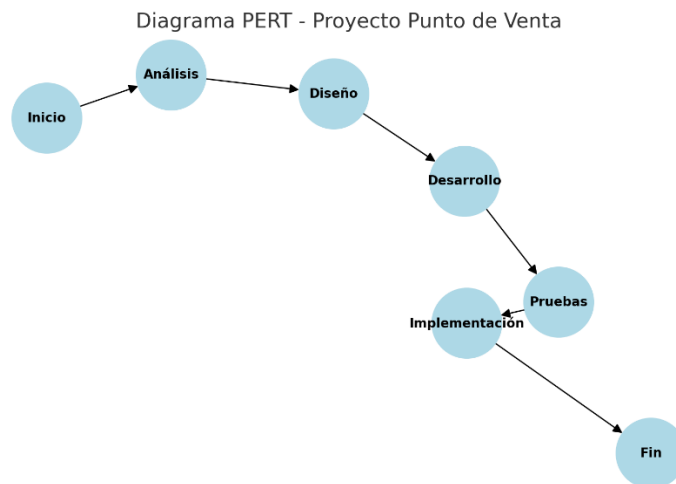 Diagrama PERT - Proyecto Punto de Venta
Inicio
Análisis
Diseño
Desarrollo
Pruebas
Implementación
Fin